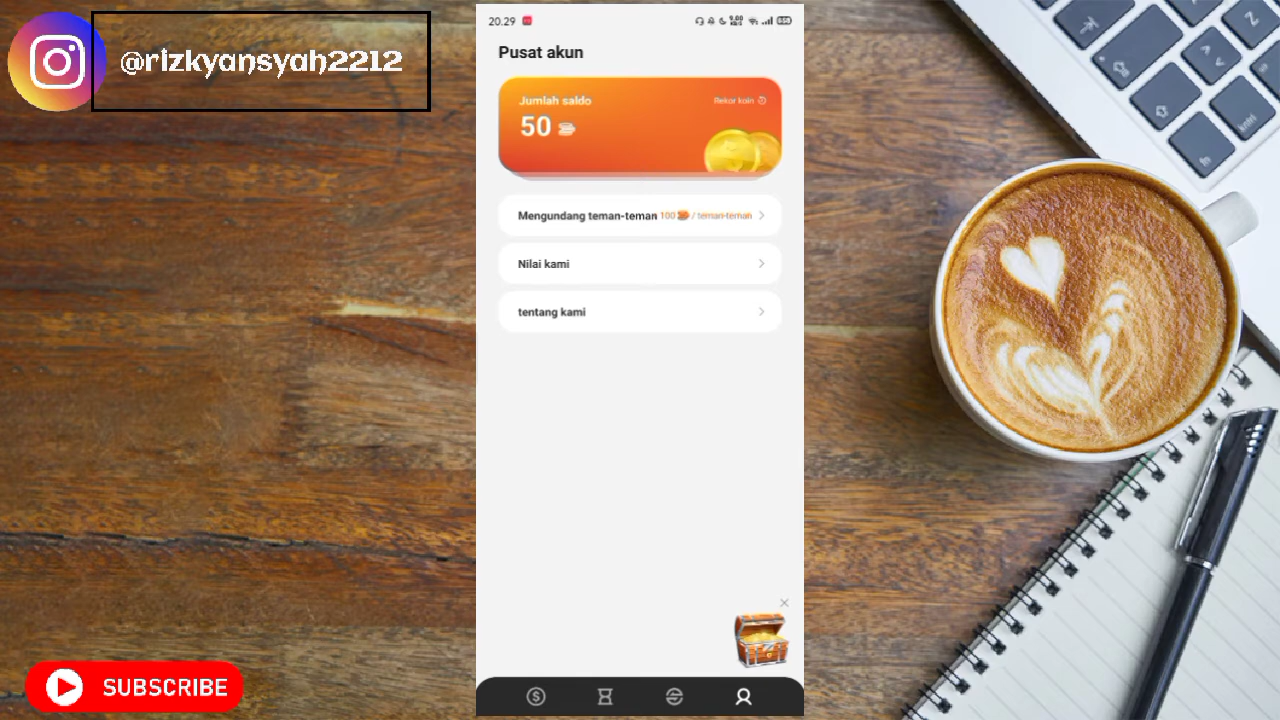 @rizkyansyah2212
20.29
Pusat akun
Jumlah saldo
Rekor koin
50
Mengundang teman-teman 100 / teman-teman
Nilai kami
tentang kami
SUBSCRIBE
Z
fn